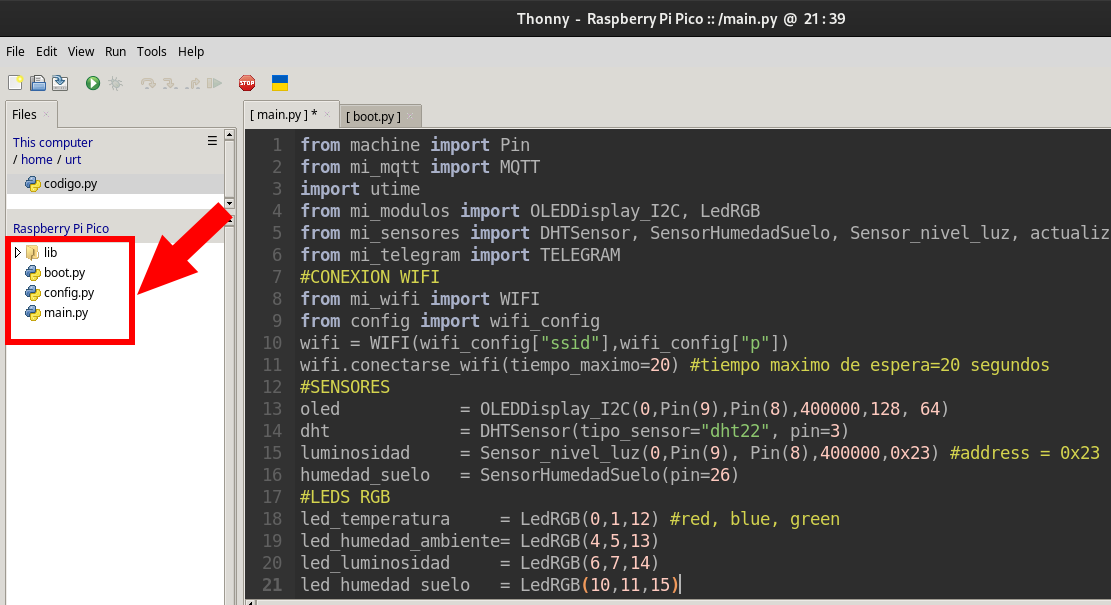 Thonny - Raspberry Pi Pico :: /main.py @ 21 : 39
File Edit View Run Tools Help
STOP
Files
This computer
/ home / urt
codigo.py
Raspberry Pi Pico
lib
boot.py
config.py
main.py
[ main.py ] * [ boot.py ]
1 from machine import Pin
2 from mi_mqtt import MQTT
3 import utime
4 from mi_modulos import OLEDDisplay_I2C, LedRGB
5 from mi_sensores import DHTSensor, SensorHumedadSuelo, Sensor_nivel_luz, actualiz
6 from mi_telegram import TELEGRAM
7 #CONEXION WIFI
8 from mi_wifi import WIFI
9 from config import wifi_config
10 wifi = WIFI(wifi_config["ssid"],wifi_config["p"])
11 wifi.conectarse_wifi(tiempo_maximo=20) #tiempo maximo de espera=20 segundos
12 #SENSORES
13 oled = OLEDDisplay_I2C(0,Pin(9),Pin(8),400000,128, 64)
14 dht = DHTSensor(tipo_sensor="dht22", pin=3)
15 luminosidad = Sensor_nivel_luz(0,Pin(9), Pin(8),400000,0x23) #address = 0x23
16 humedad_suelo = SensorHumedadSuelo(pin=26)
17 #LEDS RGB
18 led_temperatura = LedRGB(0,1,12) #red, blue, green
19 led_humedad_ambiente= LedRGB(4,5,13)
20 led_luminosidad = LedRGB(6,7,14)
21 led_humedad_suelo = LedRGB(10,11,15)